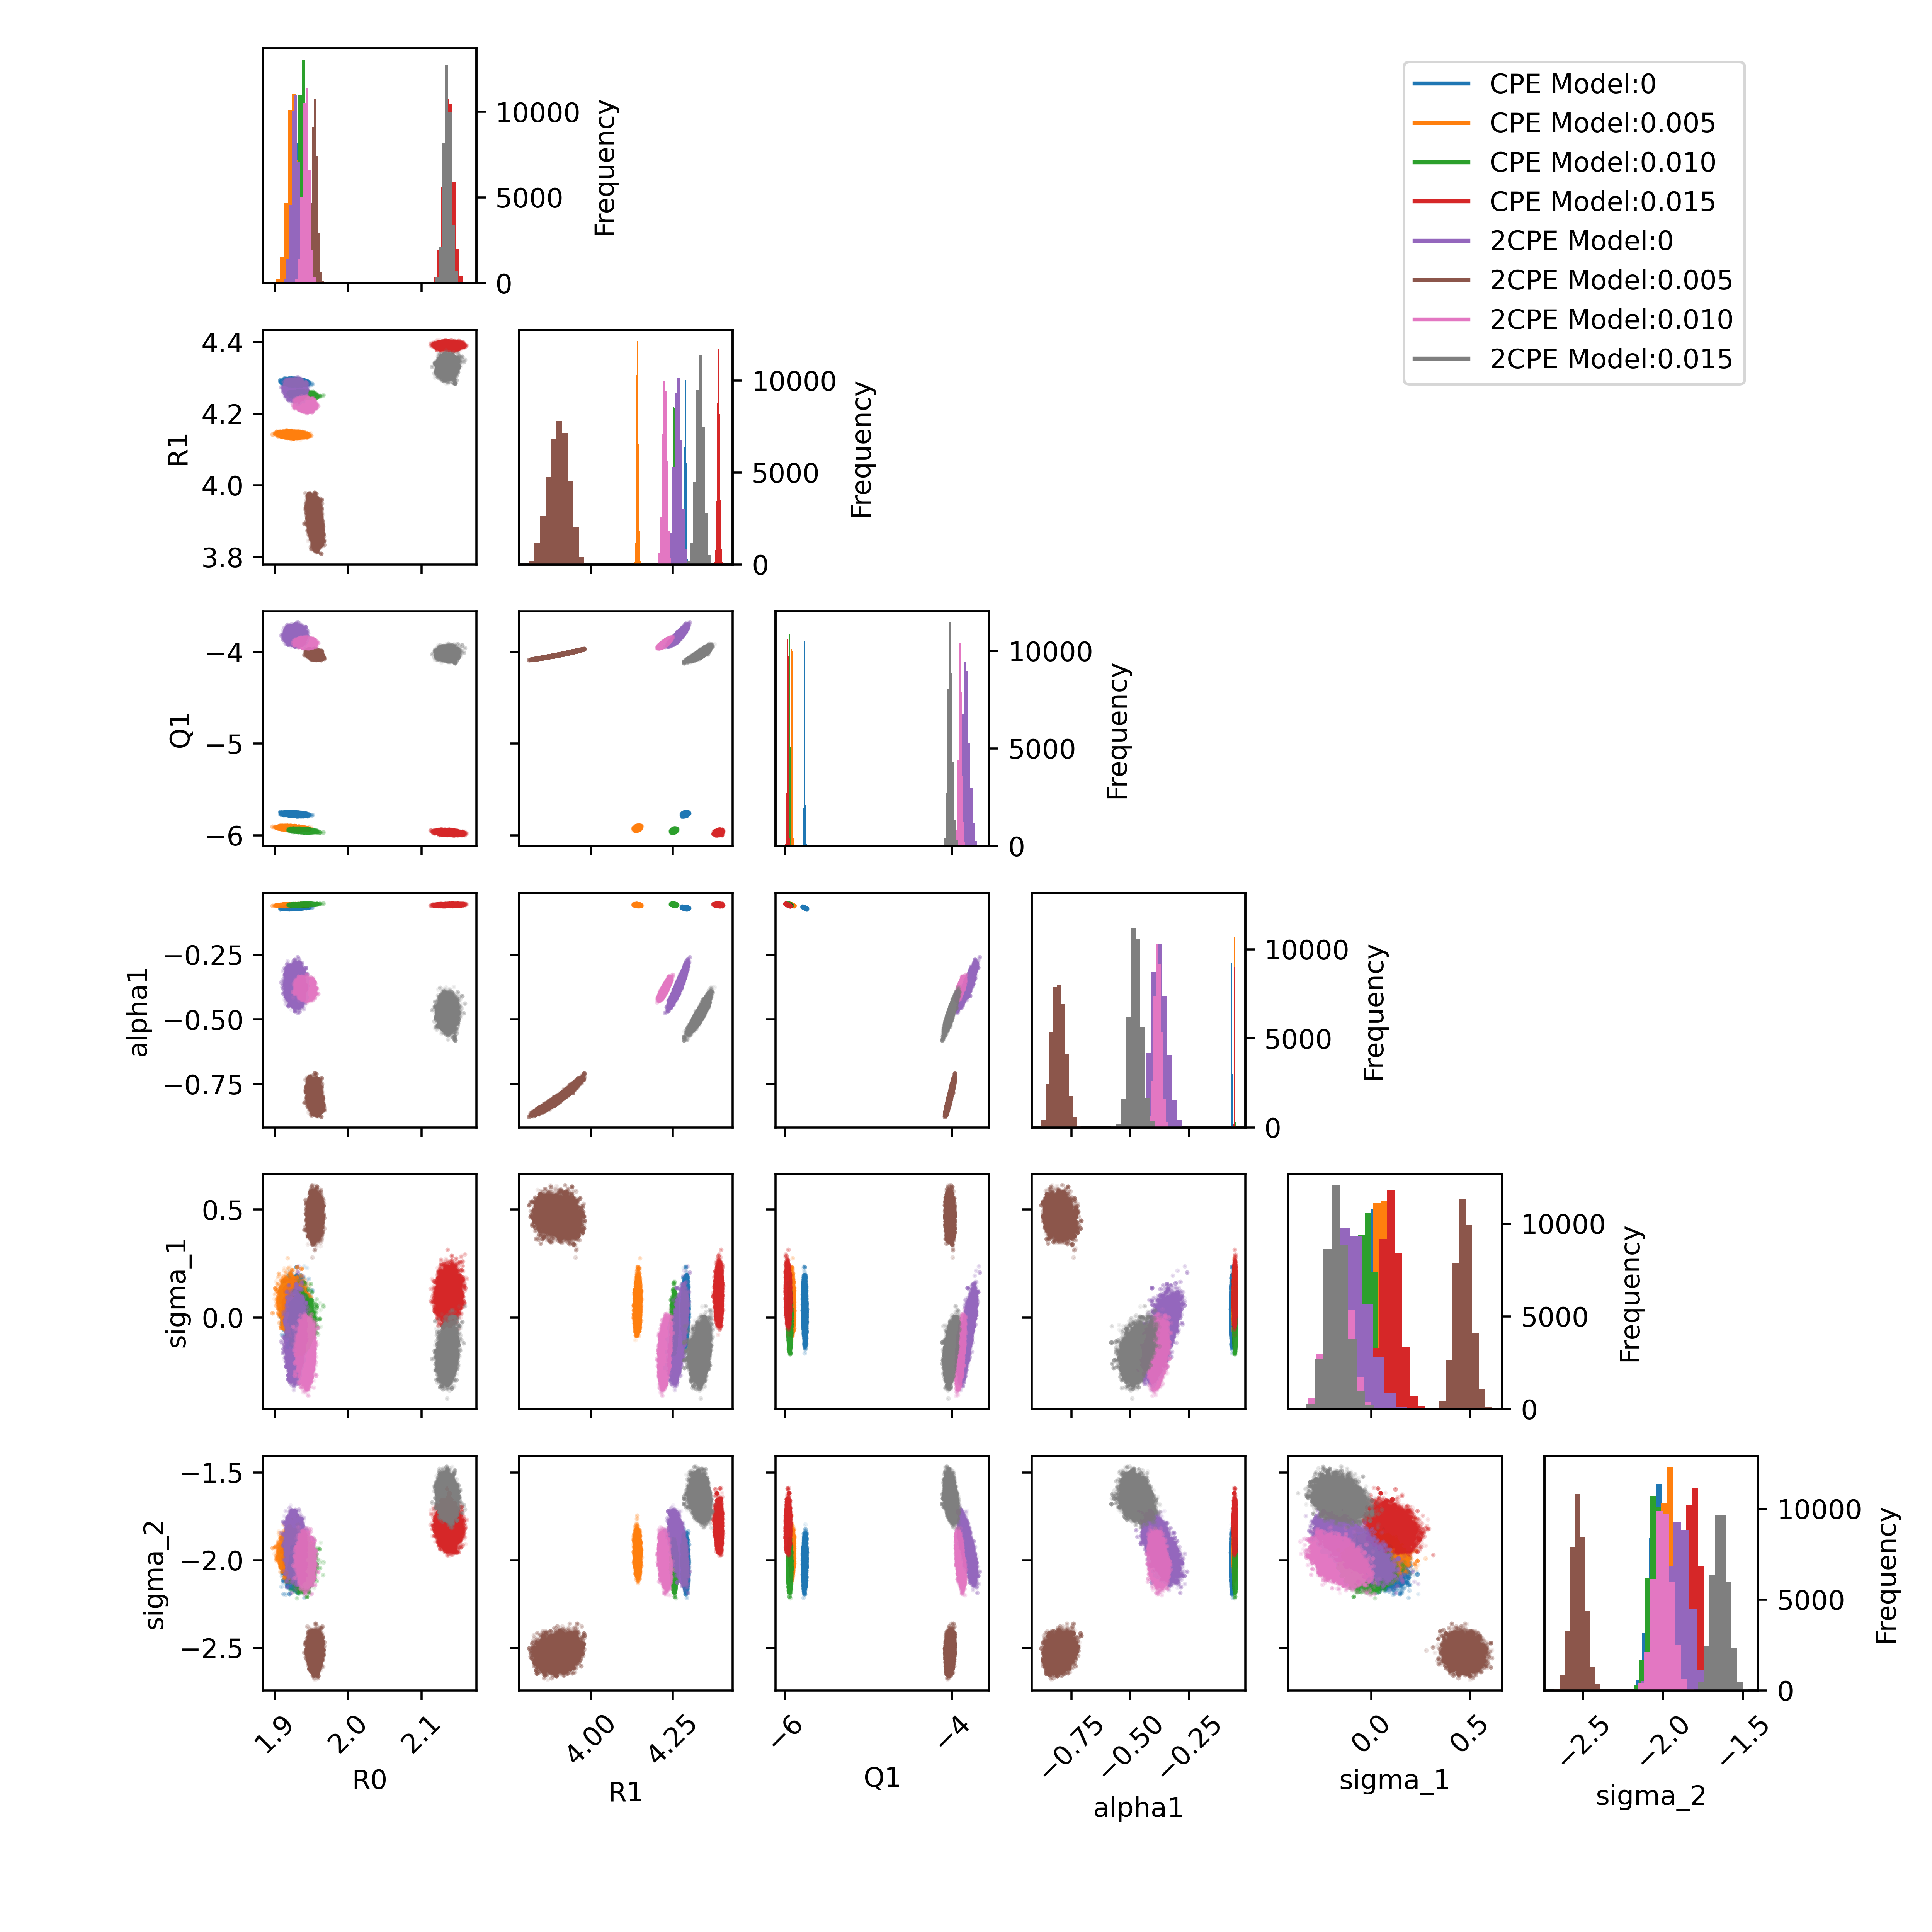 CPE Model:0
CPE Model:0.005
CPE Model:0.010
CPE Model:0.015
2CPE Model:0
2CPE Model:0.005
2CPE Model:0.010
2CPE Model:0.015
10000
5000
0
Frequency
4.4
4.2
4.0
3.8
R1
10000
5000
0
Frequency
−4
−5
−6
Q1
10000
5000
0
Frequency
−0.25
−0.50
−0.75
alpha1
10000
5000
0
Frequency
0.5
0.0
sigma_1
10000
5000
0
Frequency
−1.5
−2.0
−2.5
sigma_2
10000
5000
0
Frequency
1.9 2.0 2.1
R0
4.00 4.25
R1
−6 −4
Q1
−0.75 −0.50 −0.25
alpha1
0.0 0.5
sigma_1
−2.5 −2.0 −1.5
sigma_2